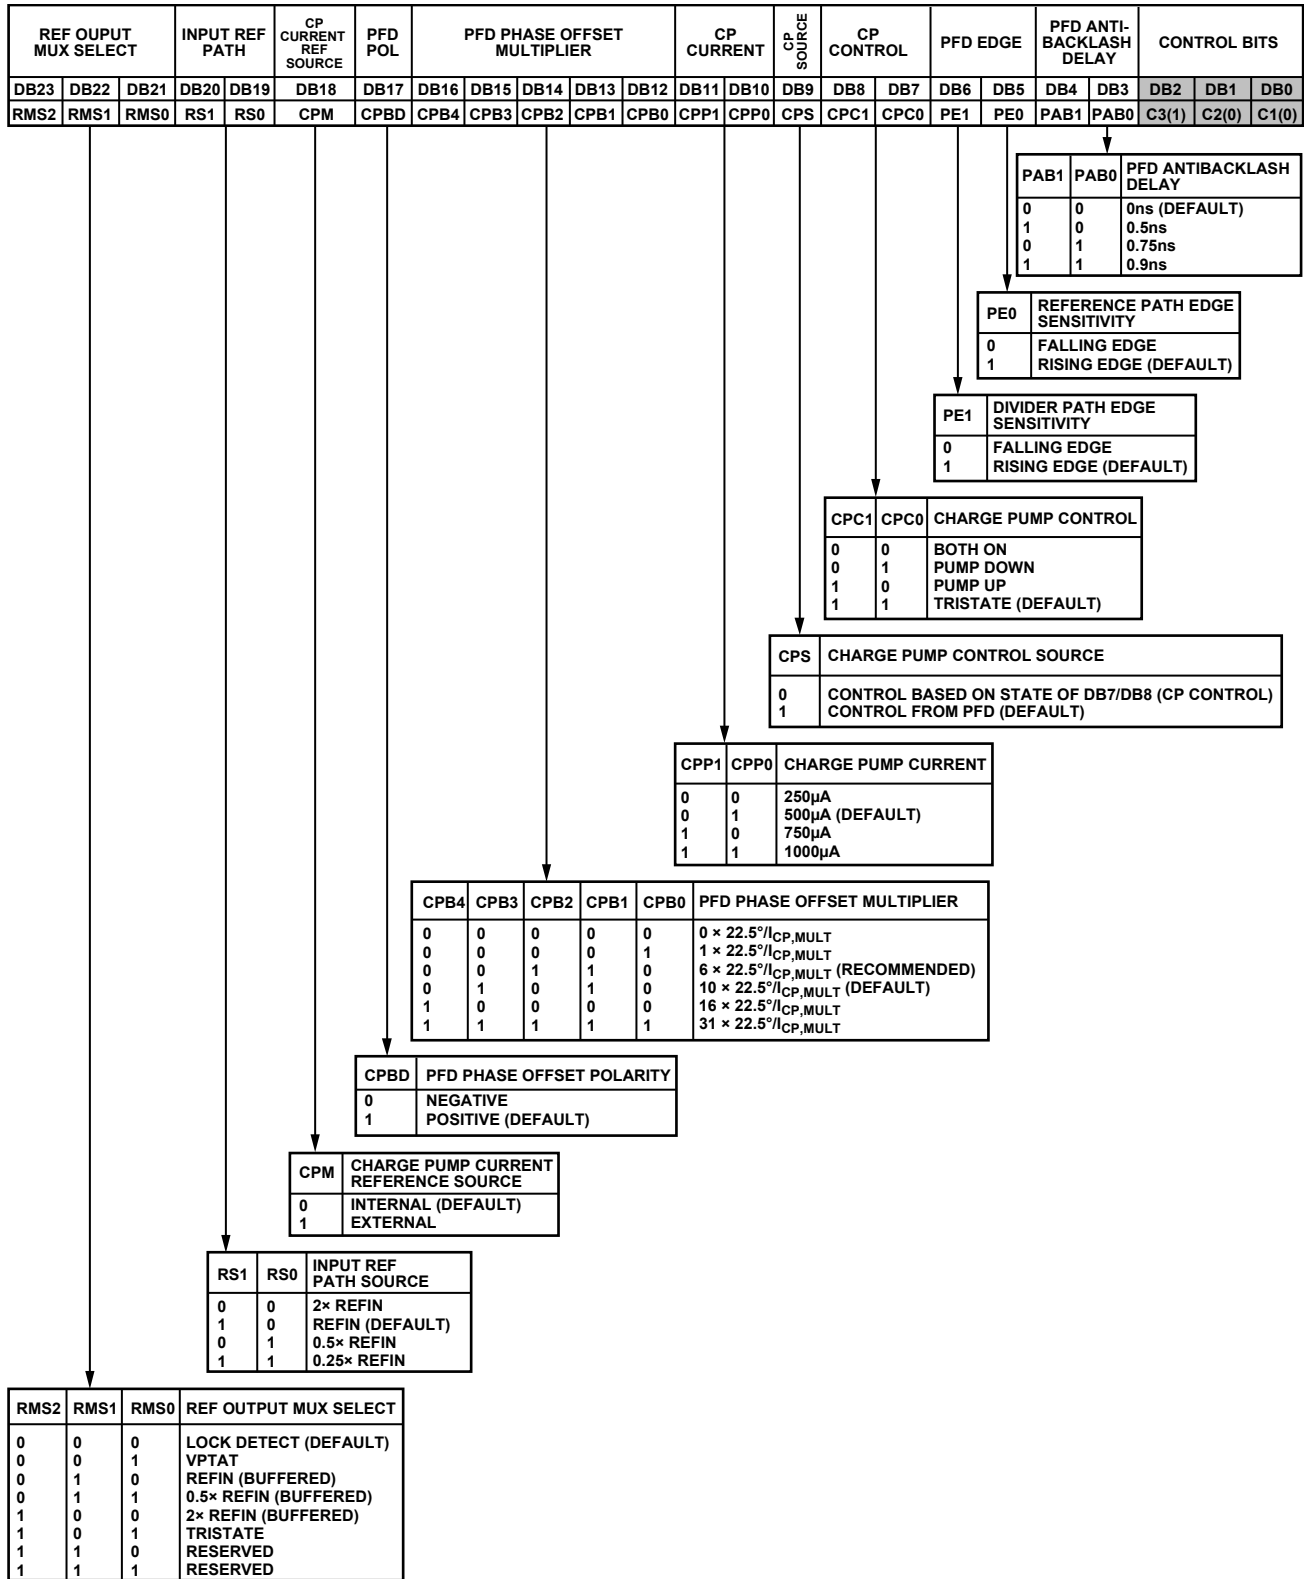 REF OUPUT MUX SELECT INPUT REF PATH CP CURRENT REF SOURCE PFD POL PFD PHASE OFFSET MULTIPLIER CP CURRENT CP SOURCE CP CONTROL PFD EDGE PFD ANTI-BACKLASH DELAY CONTROL BITS
DB23 DB22 DB21 DB20 DB19 DB18 DB17 DB16 DB15 DB14 DB13 DB12 DB11 DB10 DB9 DB8 DB7 DB6 DB5 DB4 DB3 DB2 DB1 DB0
RMS2 RMS1 RMS0 RS1 RS0 CPM CPBD CPB4 CPB3 CPB2 CPB1 CPB0 CPP1 CPP0 CPS CPC1 CPC0 PE1 PE0 PAB1 PAB0 C3(1) C2(0) C1(0)
PAB1 PAB0 PFD ANTIBACKLASH DELAY
0 0 0ns (DEFAULT)
1 0 0.5ns
0 1 0.75ns
1 1 0.9ns
PE0 REFERENCE PATH EDGE SENSITIVITY
0 FALLING EDGE
1 RISING EDGE (DEFAULT)
PE1 DIVIDER PATH EDGE SENSITIVITY
0 FALLING EDGE
1 RISING EDGE (DEFAULT)
CPC1 CPC0 CHARGE PUMP CONTROL
0 0 BOTH ON
0 1 PUMP DOWN
1 0 PUMP UP
1 1 TRISTATE (DEFAULT)
CPS CHARGE PUMP CONTROL SOURCE
0 CONTROL BASED ON STATE OF DB7/DB8 (CP CONTROL)
1 CONTROL FROM PFD (DEFAULT)
CPP1 CPP0 CHARGE PUMP CURRENT
0 0 250µA
0 1 500µA (DEFAULT)
1 0 750µA
1 1 1000µA
CPB4 CPB3 CPB2 CPB1 CPB0 PFD PHASE OFFSET MULTIPLIER
0 0 0 0 0 0 × 22.5°/ICP,MULT
0 0 0 0 1 1 × 22.5°/ICP,MULT
0 0 1 1 0 6 × 22.5°/ICP,MULT (RECOMMENDED)
0 1 0 1 0 10 × 22.5°/ICP,MULT (DEFAULT)
1 0 0 0 0 16 × 22.5°/ICP,MULT
1 1 1 1 1 31 × 22.5°/ICP,MULT
CPBD PFD PHASE OFFSET POLARITY
0 NEGATIVE
1 POSITIVE (DEFAULT)
CPM CHARGE PUMP CURRENT REFERENCE SOURCE
0 INTERNAL (DEFAULT)
1 EXTERNAL
RS1 RS0 INPUT REF PATH SOURCE
0 0 2× REFIN
1 0 REFIN (DEFAULT)
0 1 0.5× REFIN
1 1 0.25× REFIN
RMS2 RMS1 RMS0 REF OUTPUT MUX SELECT
0 0 0 LOCK DETECT (DEFAULT)
0 0 1 VPTAT
0 1 0 REFIN (BUFFERED)
0 1 1 0.5× REFIN (BUFFERED)
1 0 0 2× REFIN (BUFFERED)
1 0 1 TRISTATE
1 1 0 RESERVED
1 1 1 RESERVED